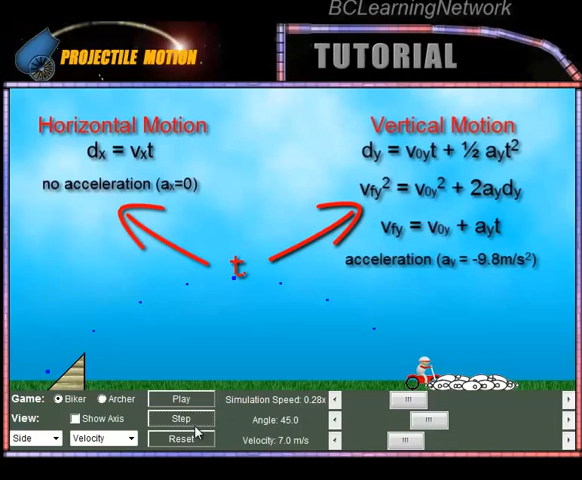 BCLearningNetwork
PROJECTILE MOTION
TUTORIAL
Horizontal Motion
dx = vxt
no acceleration (ax=0)
Vertical Motion
dy = v0yt + ½ ayt²
vfy² = v0y² + 2aydy
vfy = v0y + ayt
acceleration (ay = -9.8m/s²)
t
Game: Biker Archer Play Simulation Speed: 0.28x
View: Show Axis Step Angle: 45.0
Side Velocity Reset Velocity: 7.0 m/s